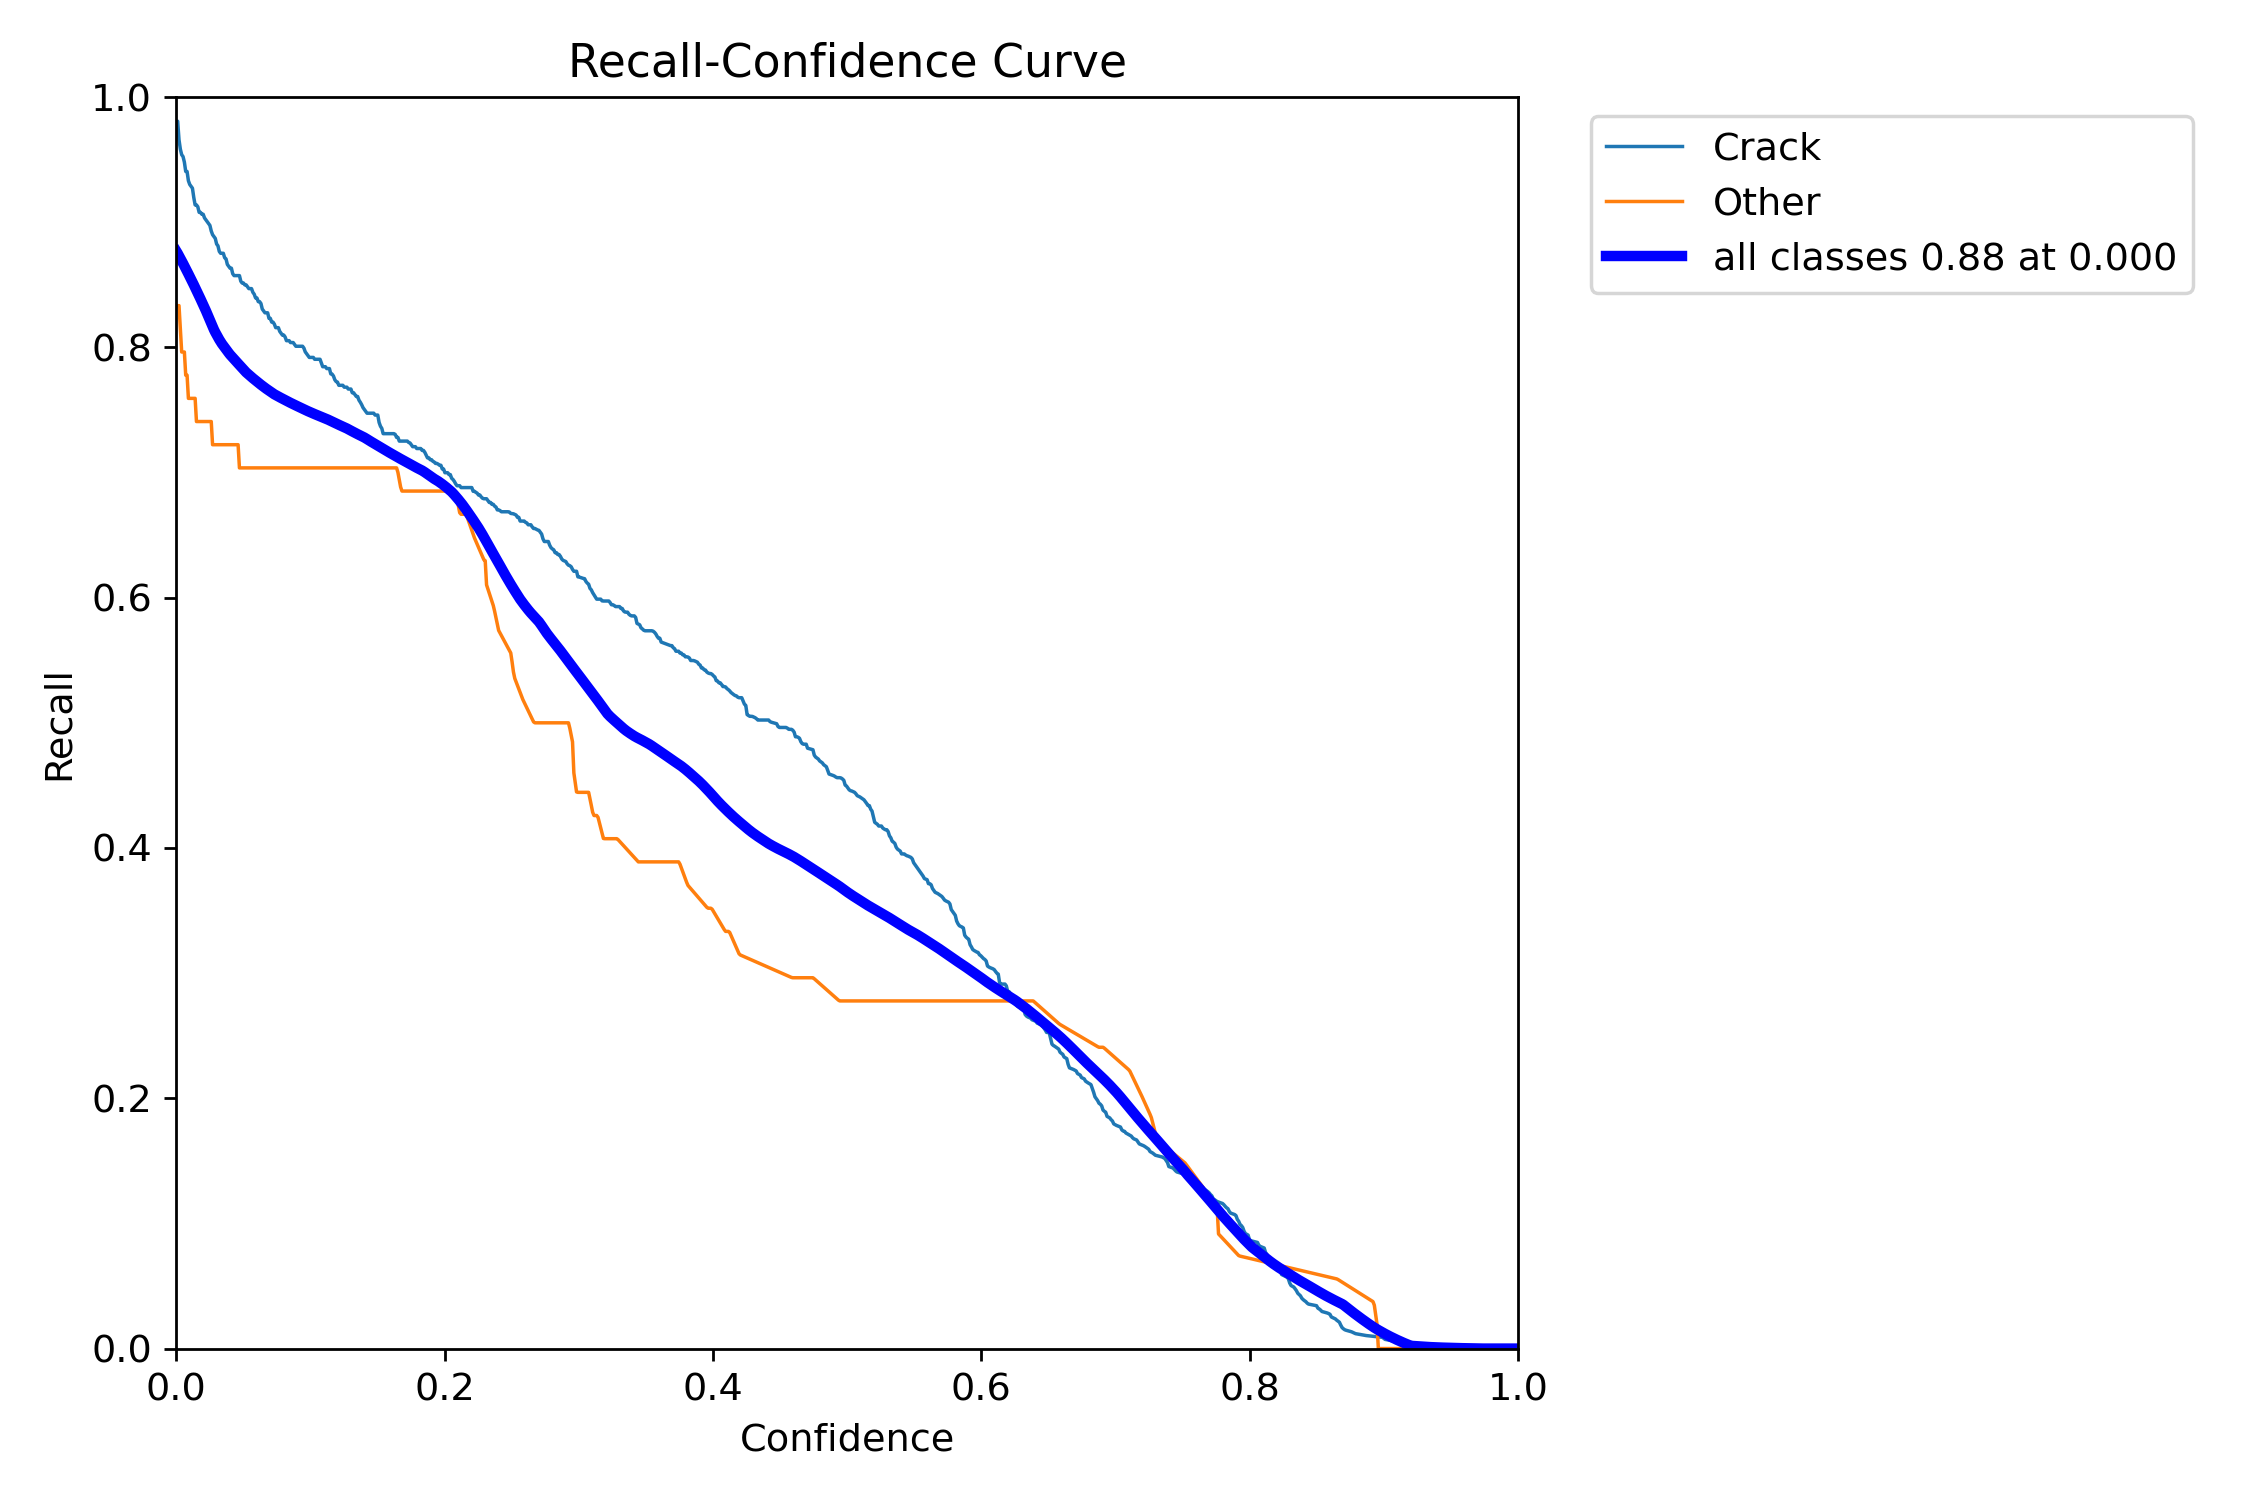 Recall-Confidence Curve
1.0
0.8
0.6
0.4
0.2
0.0
Recall
0.0 0.2 0.4 0.6 0.8 1.0
Confidence
Crack
Other
all classes 0.88 at 0.000